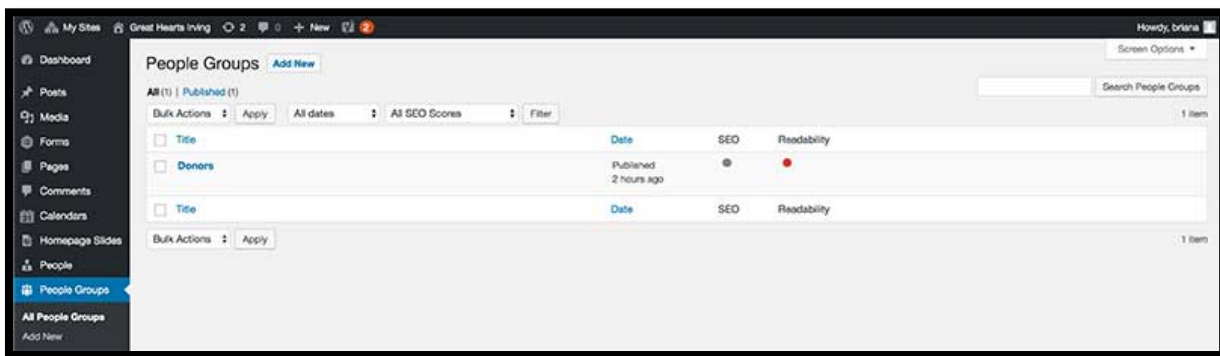 My Sites Great Hearts Irving 2 0 + New 2 Howdy, briana
Screen Options
Dashboard
Posts
Media
Forms
Pages
Comments
Calendars
Homepage Slides
People
People Groups
All People Groups
Add New
People Groups Add New
All (1) | Published (1)
Search People Groups
Bulk Actions Apply All dates All SEO Scores Filter 1 item
Title Date SEO Readability
Donors Published
2 hours ago
Title Date SEO Readability
Bulk Actions Apply 1 item